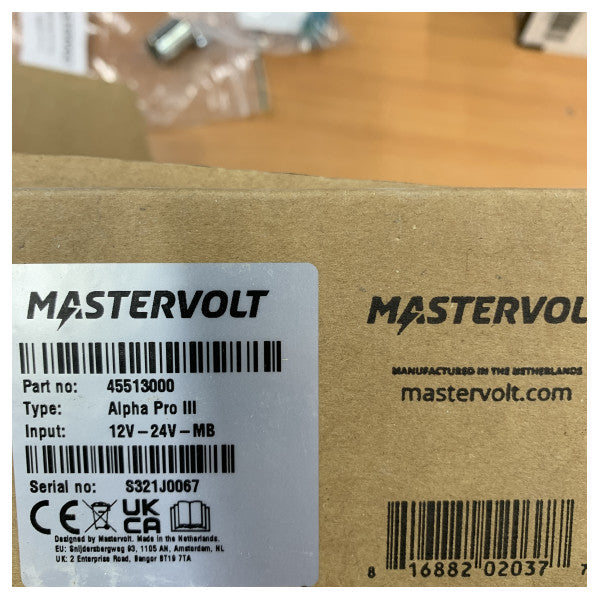 MASTERVOLT
Part no: 45513000
Type: Alpha Pro III
Input: 12V-24V-MB
Serial no: S321J0067
CE UK CA
Designed by Mastervolt. Made in the Netherlands.
EU: Snijdersbergweg 93, 1105 AN, Amsterdam, NL
UK: 2 Enterprise Road, Bangor BT19 7TA
MASTERVOL
MANUFACTURED IN THE NETHERLANDS
mastervolt.com
8 16882 02037 7